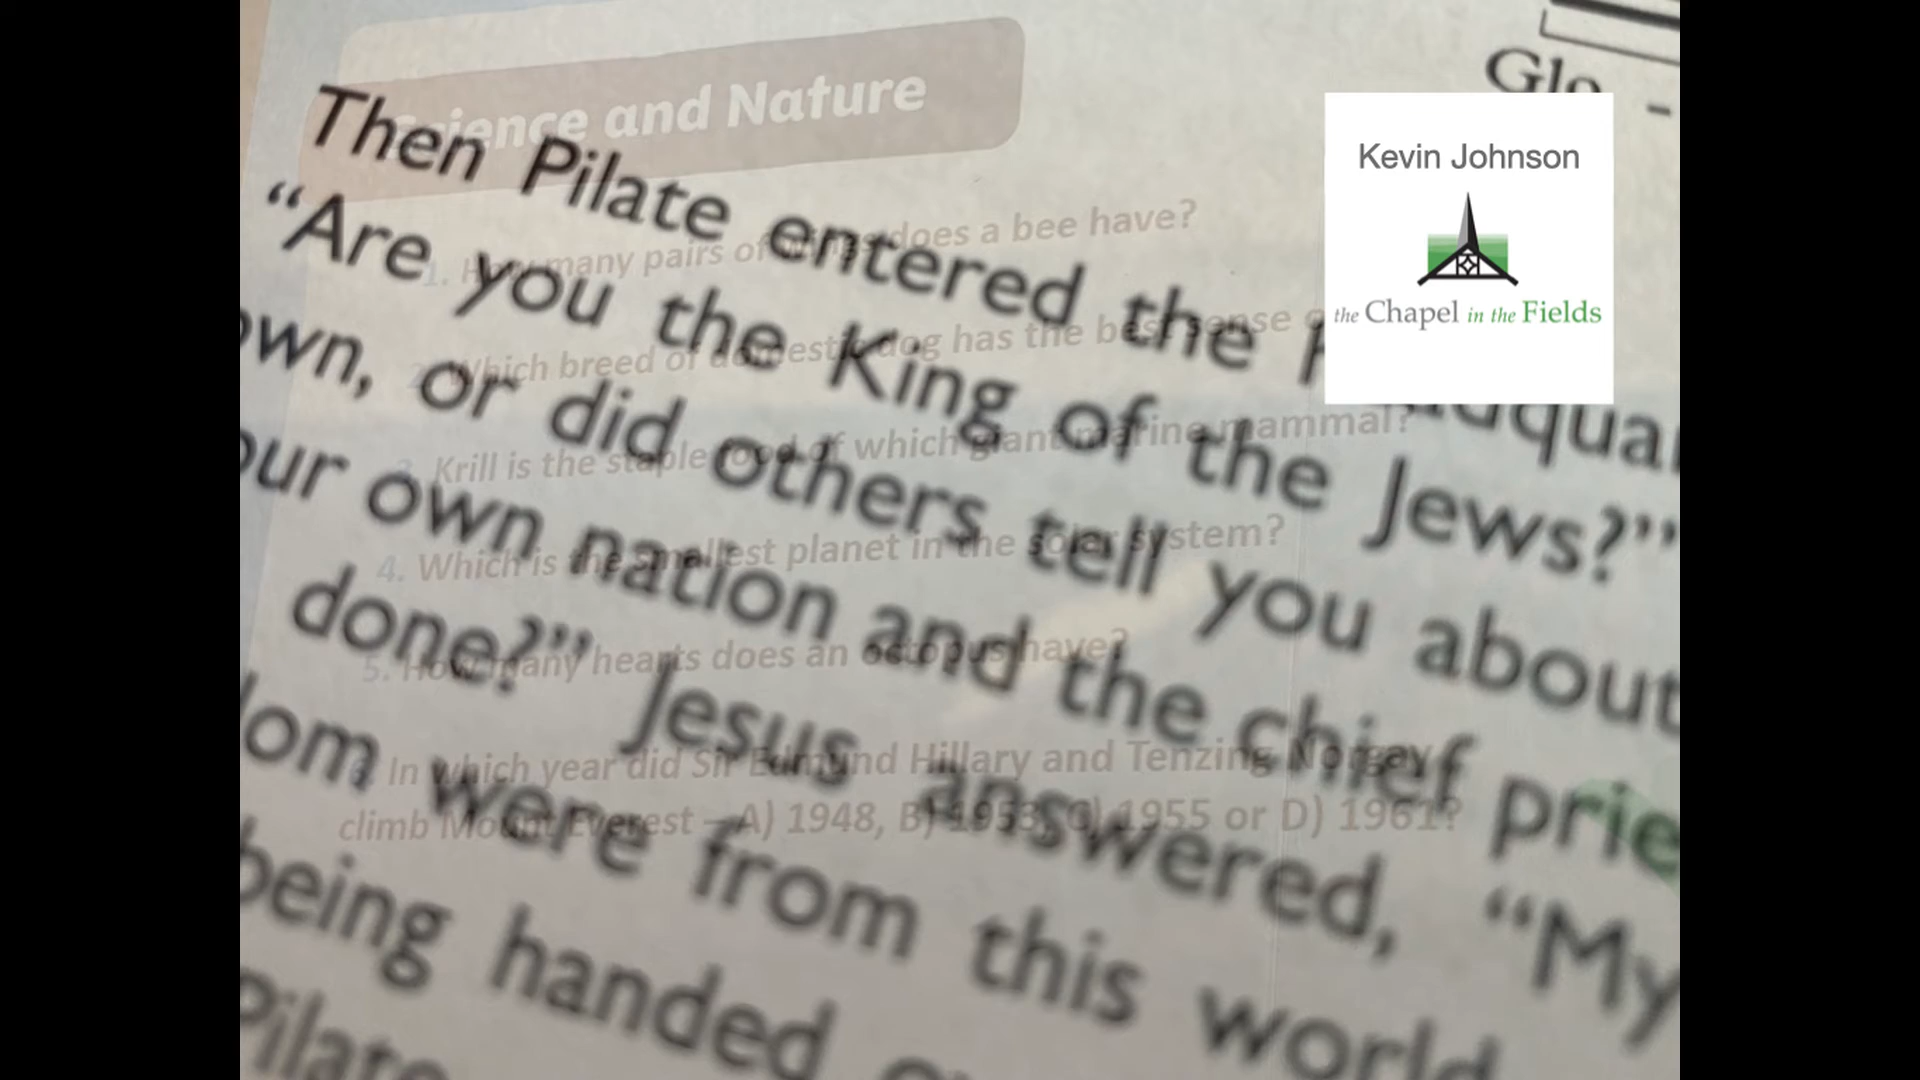 Science and Nature
1. How many pairs of does a bee have?
2. Which breed of domestic dog has the best sense
3. Krill is the staple food of which giant marine mammal?
4. Which is the smallest planet in the solar system?
5. How many hearts does an octopus have?
In which year did Sir Edmund Hillary and Tenzing Norgay
climb Mount Everest – A) 1948, B) 1953, C) 1955 or D) 1961?
Glo -
Then Pilate entered the
“Are you the King of the Jews?”
own, or did others tell you about
our own nation and the chief prie
done?” Jesus answered, “My
dom were from this world
being handed
Pilate
Kevin Johnson
the Chapel in the Fields